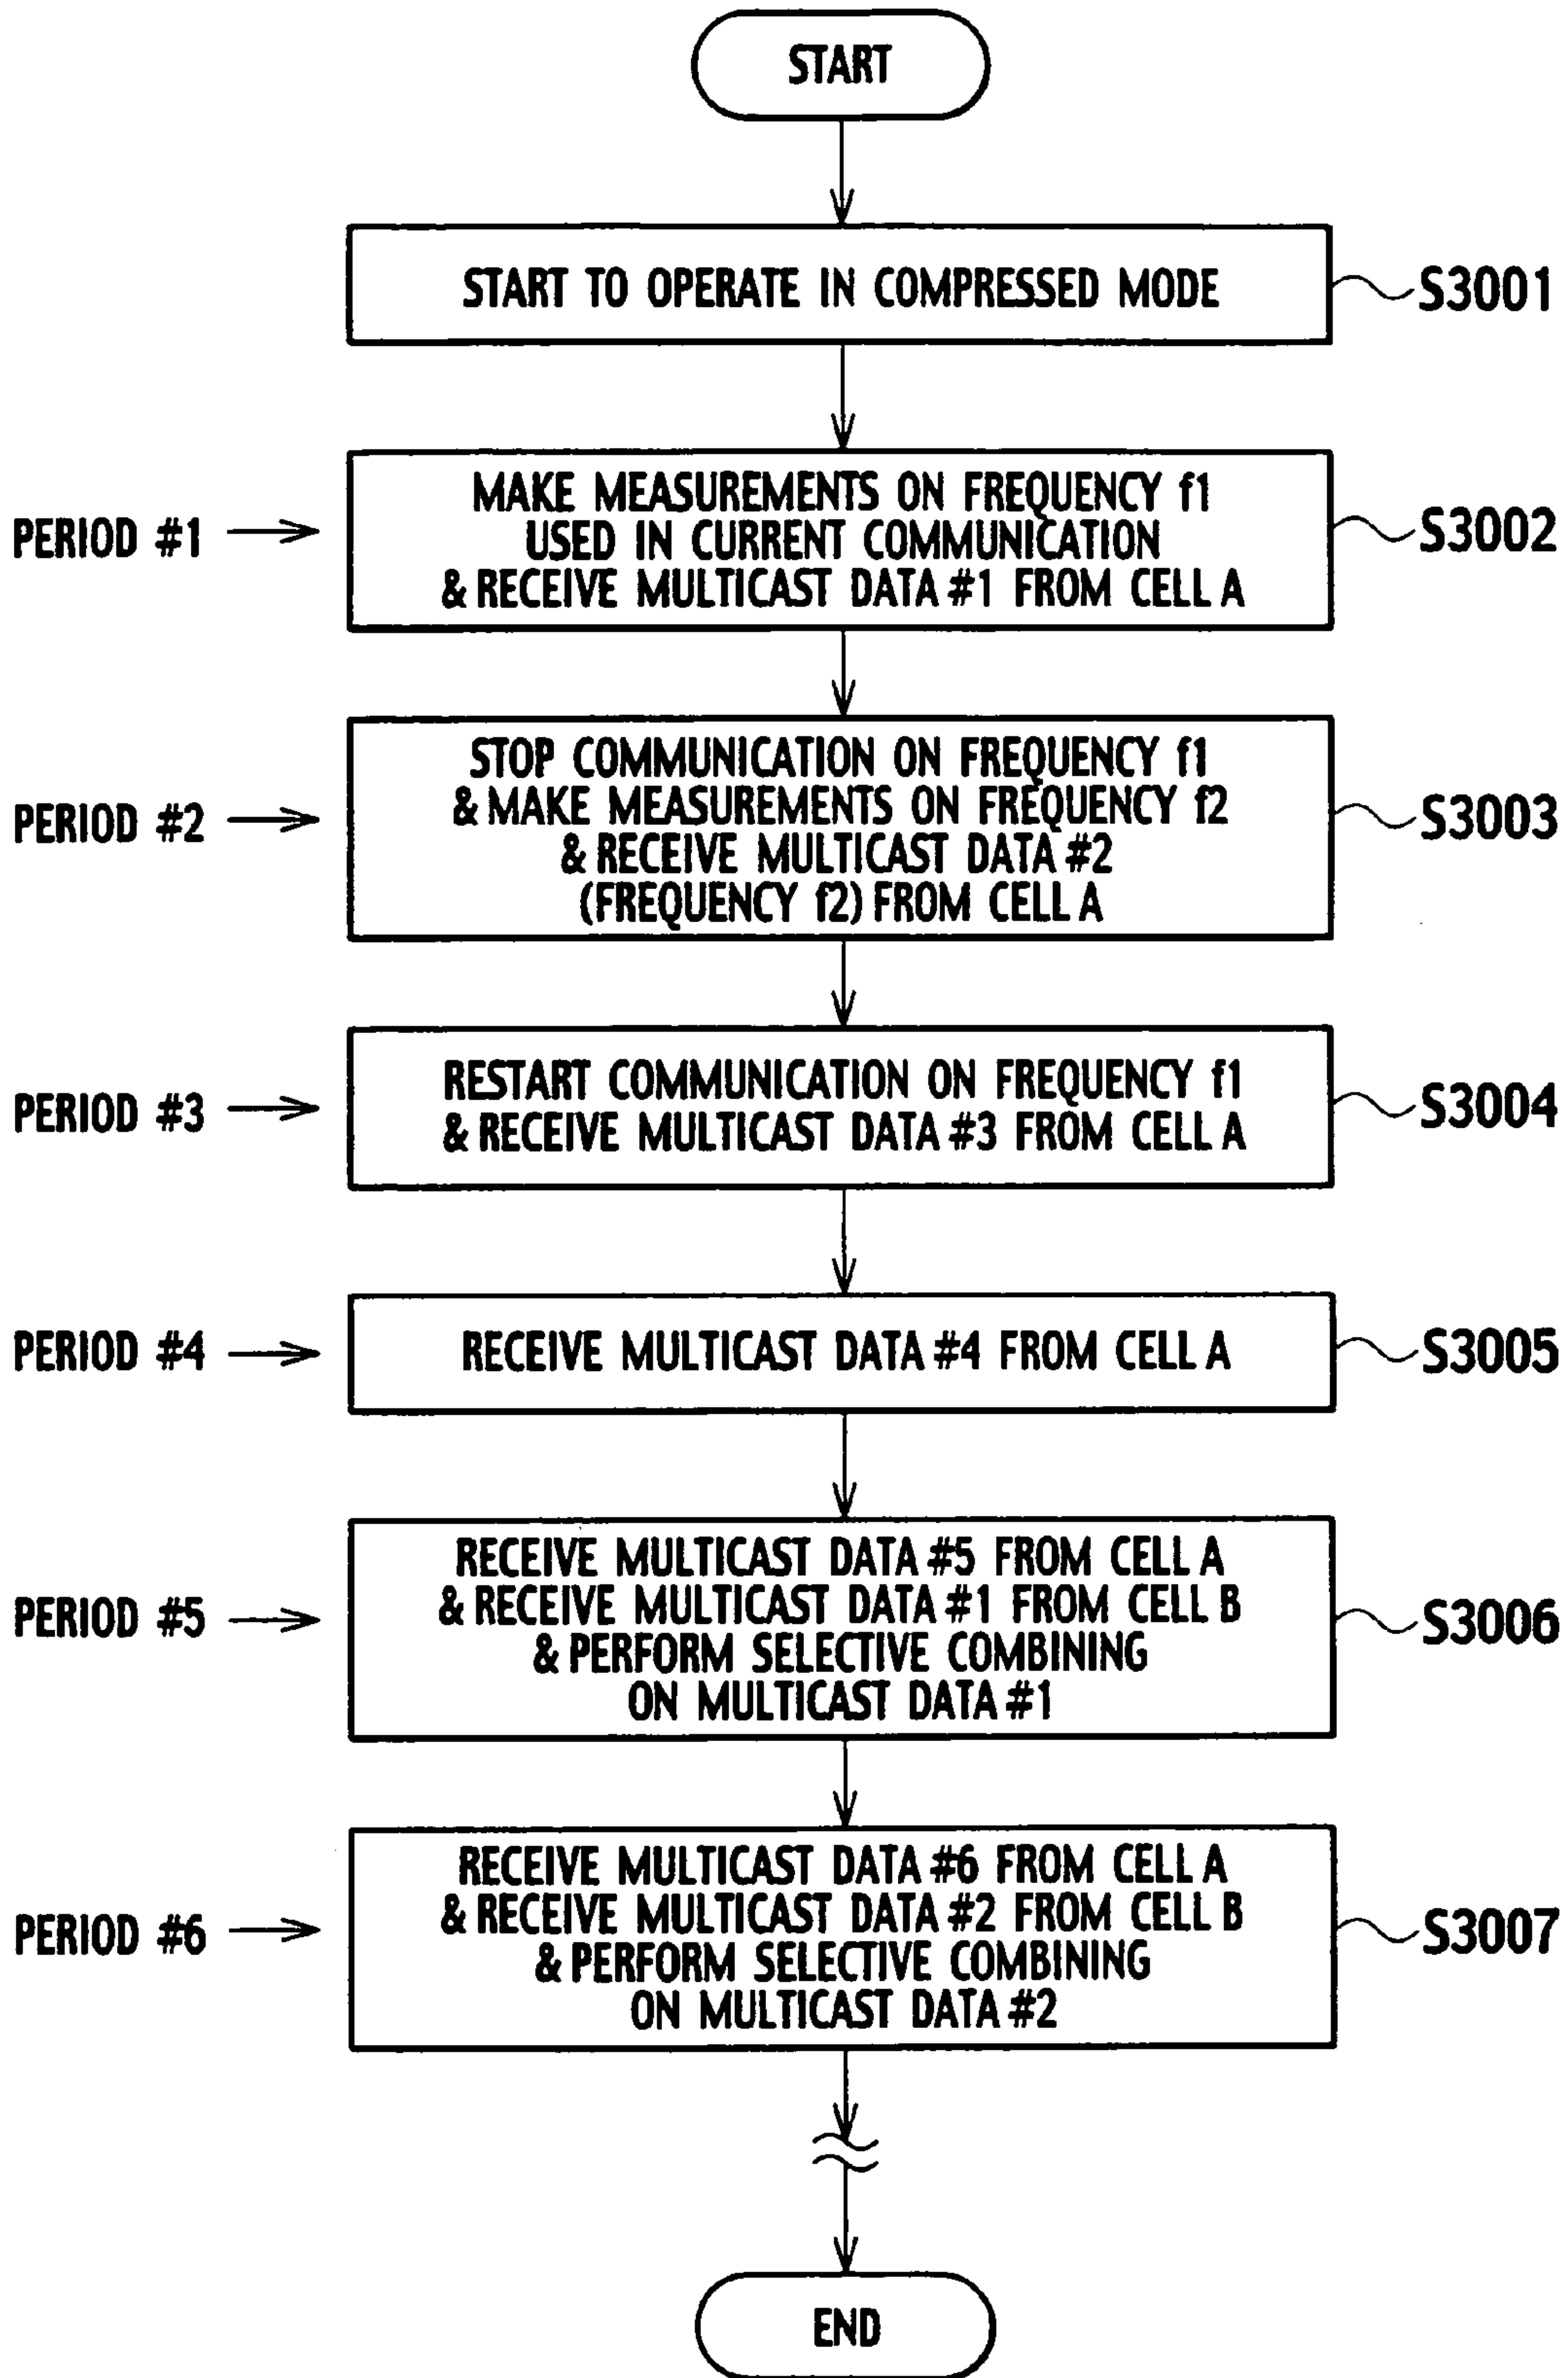 START
START TO OPERATE IN COMPRESSED MODE
S3001
PERIOD #1
MAKE MEASUREMENTS ON FREQUENCY f1
USED IN CURRENT COMMUNICATION
& RECEIVE MULTICAST DATA #1 FROM CELL A
S3002
PERIOD #2
STOP COMMUNICATION ON FREQUENCY f1
& MAKE MEASUREMENTS ON FREQUENCY f2
& RECEIVE MULTICAST DATA #2
(FREQUENCY f2) FROM CELL A
S3003
PERIOD #3
RESTART COMMUNICATION ON FREQUENCY f1
& RECEIVE MULTICAST DATA #3 FROM CELL A
S3004
PERIOD #4
RECEIVE MULTICAST DATA #4 FROM CELL A
S3005
PERIOD #5
RECEIVE MULTICAST DATA #5 FROM CELL A
& RECEIVE MULTICAST DATA #1 FROM CELL B
& PERFORM SELECTIVE COMBINING
ON MULTICAST DATA #1
S3006
PERIOD #6
RECEIVE MULTICAST DATA #6 FROM CELL A
& RECEIVE MULTICAST DATA #2 FROM CELL B
& PERFORM SELECTIVE COMBINING
ON MULTICAST DATA #2
S3007
END